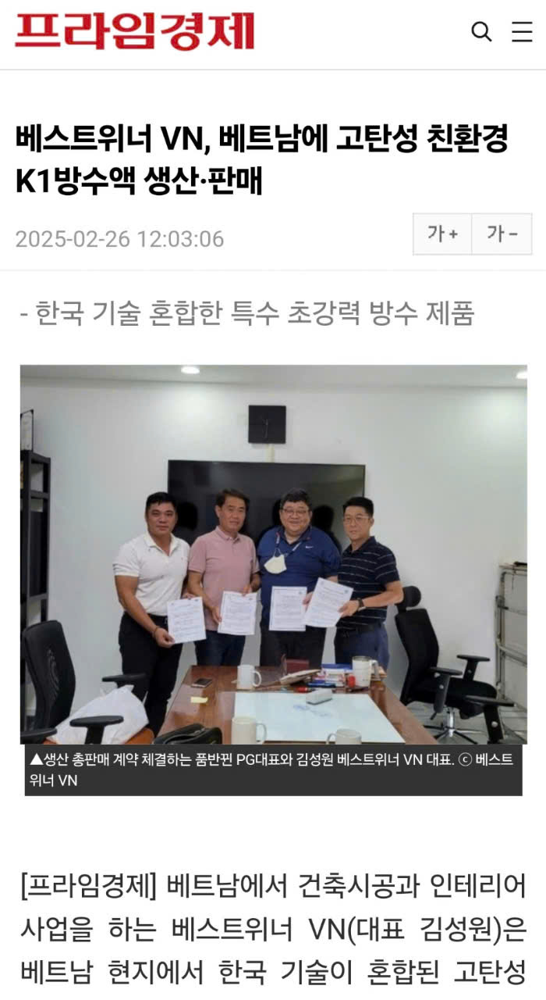 프라임경제
베스트위너 VN, 베트남에 고탄성 친환경
K1방수액 생산·판매
2025-02-26 12:03:06
가+ 가-
- 한국 기술 혼합한 특수 초강력 방수 제품
▲생산 총판매 계약 체결하는 품반뀐 PG대표와 김성원 베스트위너 VN 대표. ⓒ 베스트
위너 VN
[프라임경제] 베트남에서 건축시공과 인테리어
사업을 하는 베스트위너 VN(대표 김성원)은
베트남 현지에서 한국 기술이 혼합된 고탄성